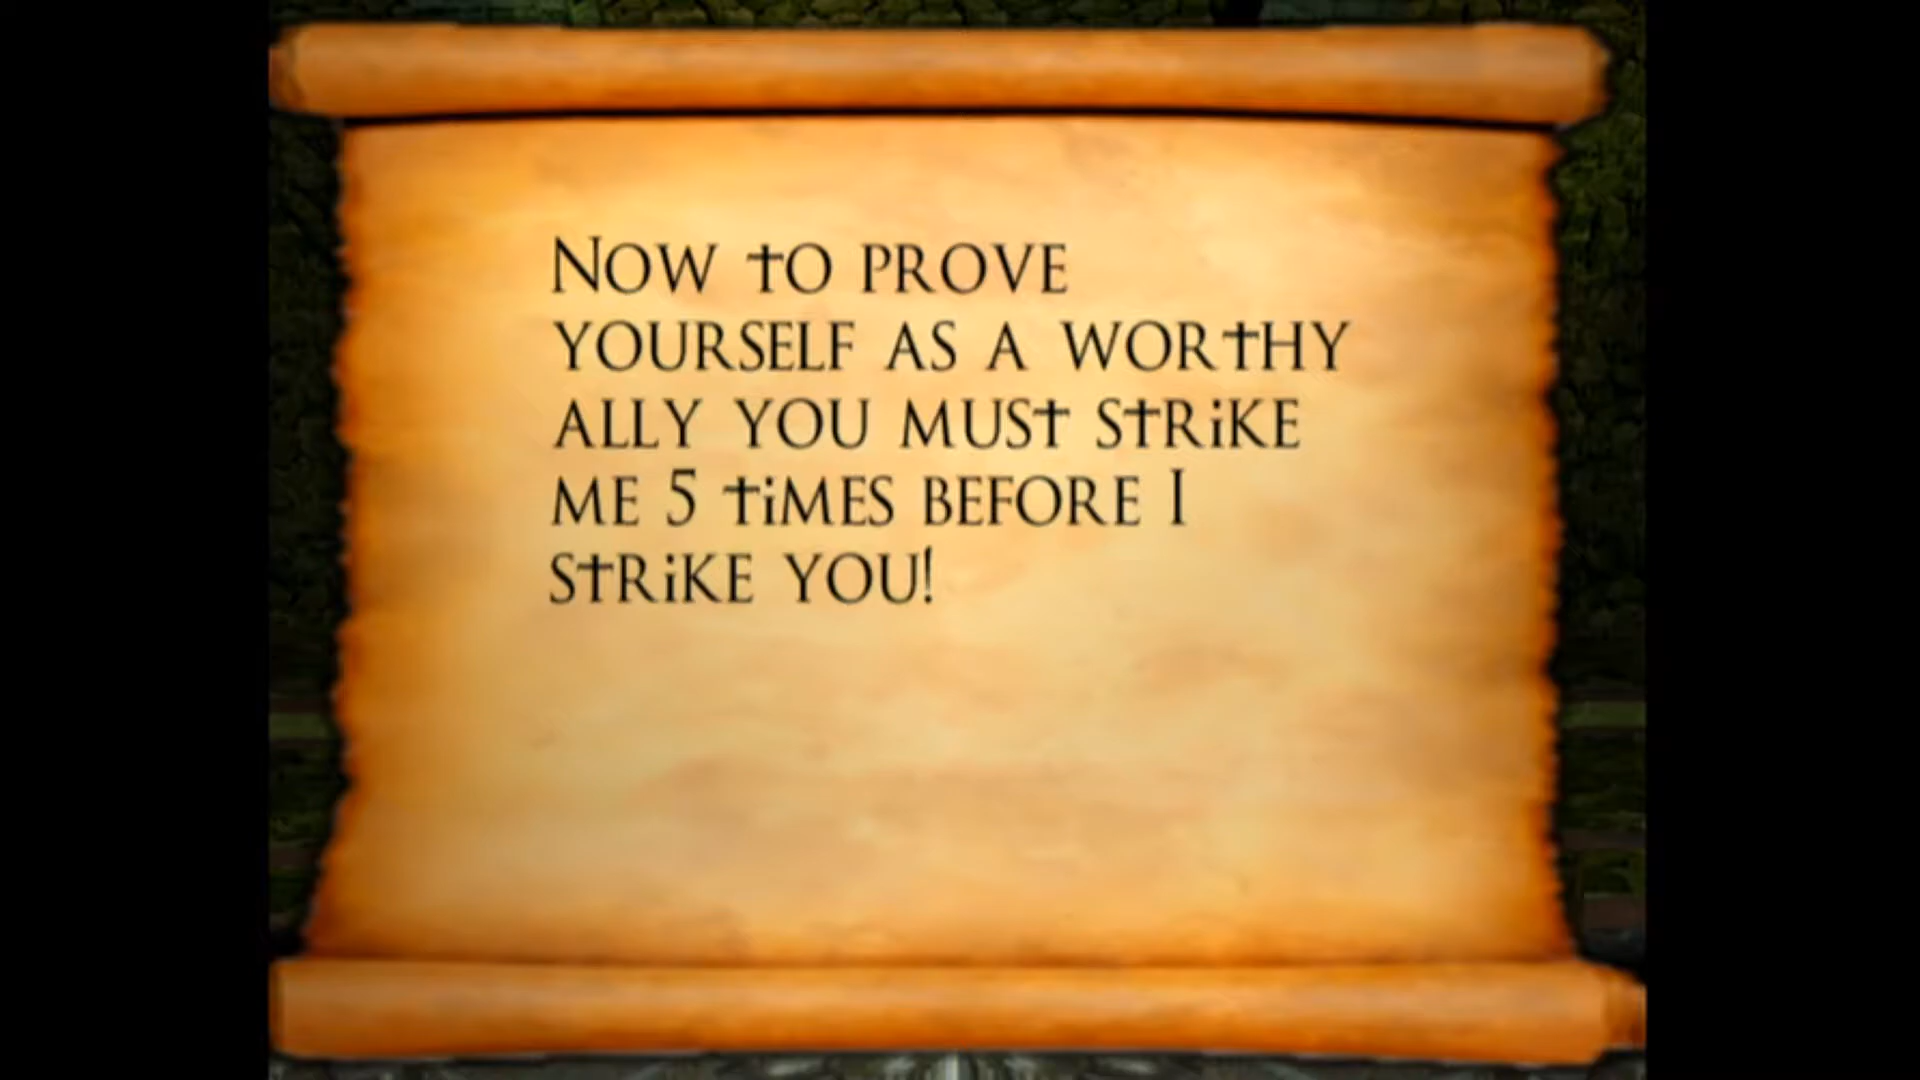 Now to prove
yourself as a worthy
ally you must strike
me 5 times before I
strike you!